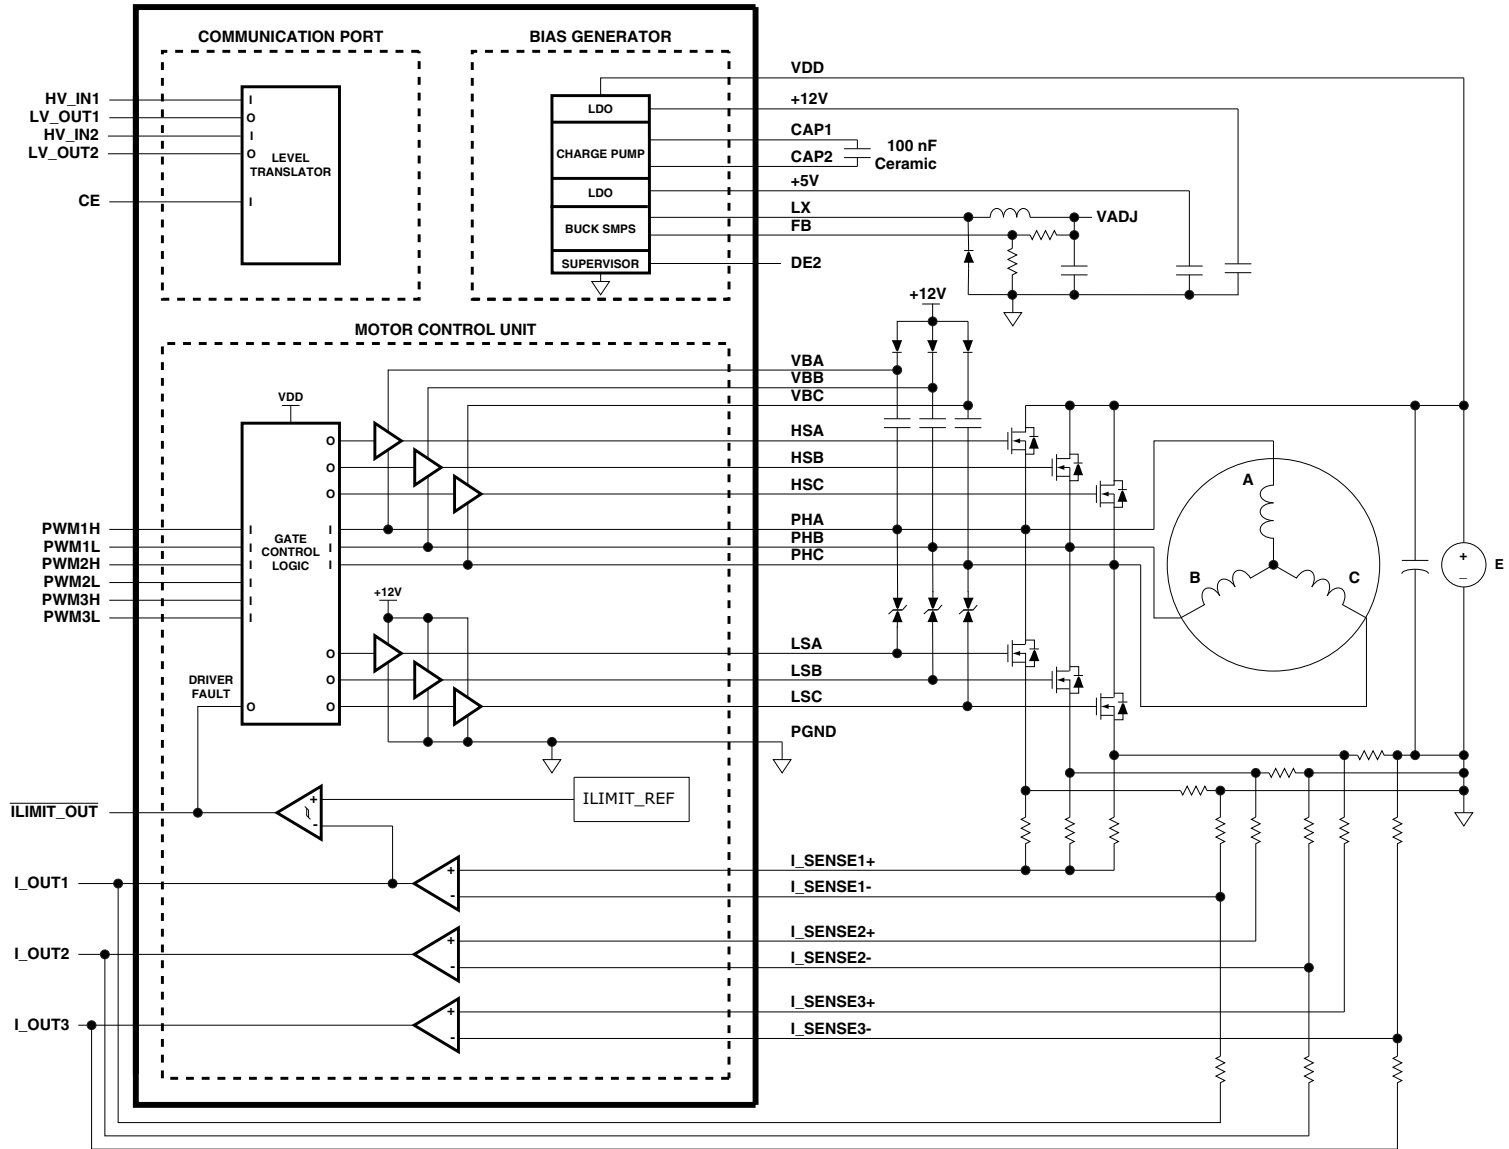 COMMUNICATION PORT
BIAS GENERATOR
HV_IN1
LV_OUT1
HV_IN2
LV_OUT2
CE
I
O
I
O
I
LEVEL
TRANSLATOR
LDO
CHARGE PUMP
LDO
BUCK SMPS
SUPERVISOR
VDD
+12V
CAP1
CAP2
100 nF
Ceramic
+5V
LX
FB
VADJ
DE2
+12V
MOTOR CONTROL UNIT
VDD
VBA
VBB
VBC
HSA
HSB
HSC
PHA
PHB
PHC
LSA
LSB
LSC
PGND
O
O
O
I
I
I
O
O
O
PWM1H
PWM1L
PWM2H
PWM2L
PWM3H
PWM3L
I
I
I
I
I
I
O
GATE
CONTROL
LOGIC
+12V
DRIVER
FAULT
A
B
C
+
_
E
ILIMIT_OUT
+
-
ILIMIT_REF
I_OUT1
+
-
I_SENSE1+
I_SENSE1-
I_OUT2
+
-
I_SENSE2+
I_SENSE2-
I_OUT3
+
-
I_SENSE3+
I_SENSE3-